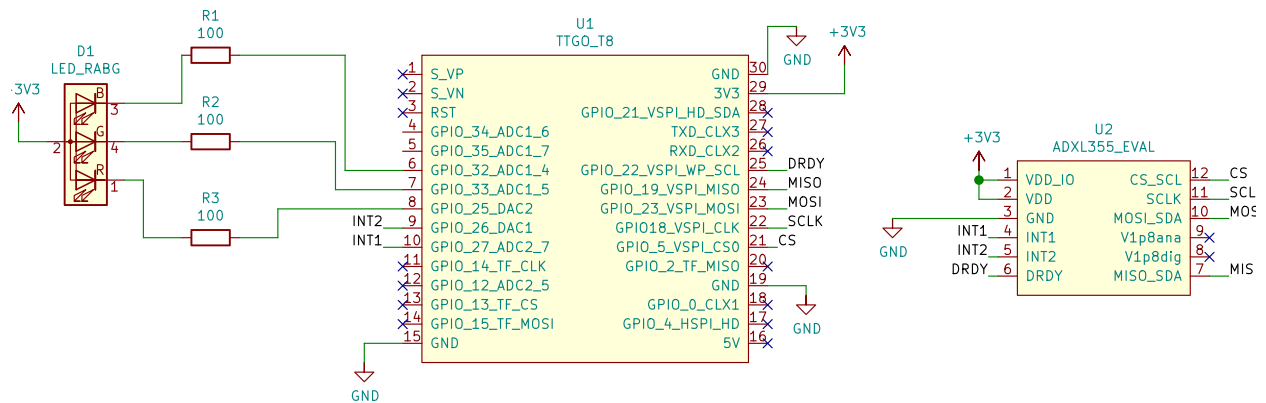 R1
100
D1
LED_RABG
3V3
2
B
3
G
4
R
1
R2
100
R3
100
U1
TTGO_T8
1 S_VP
2 S_VN
3 RST
4 GPIO_34_ADC1_6
5 GPIO_35_ADC1_7
6 GPIO_32_ADC1_4
7 GPIO_33_ADC1_5
8 GPIO_25_DAC2
INT2 9 GPIO_26_DAC1
INT1 10 GPIO_27_ADC2_7
11 GPIO_14_TF_CLK
12 GPIO_12_ADC2_5
13 GPIO_13_TF_CS
14 GPIO_15_TF_MOSI
15 GND
GND
GND 30
3V3 29
GPIO_21_VSPI_HD_SDA 28
TXD_CLX3 27
RXD_CLX2 26
GPIO_22_VSPI_WP_SCL 25 DRDY
GPIO_19_VSPI_MISO 24 MISO
GPIO_23_VSPI_MOSI 23 MOSI
GPIO18_VSPI_CLK 22 SCLK
GPIO_5_VSPI_CS0 21 CS
GPIO_2_TF_MISO 20
GND 19
GPIO_0_CLX1 18
GPIO_4_HSPI_HD 17
5V 16
GND
+3V3
GND
U2
ADXL355_EVAL
+3V3
1 VDD_IO
2 VDD
3 GND
GND
INT1 4 INT1
INT2 5 INT2
DRDY 6 DRDY
CS_SCL 12 CS
SCLK 11 SCL
MOSI_SDA 10 MOS
V1p8ana 9
V1p8dig 8
MISO_SDA 7 MIS